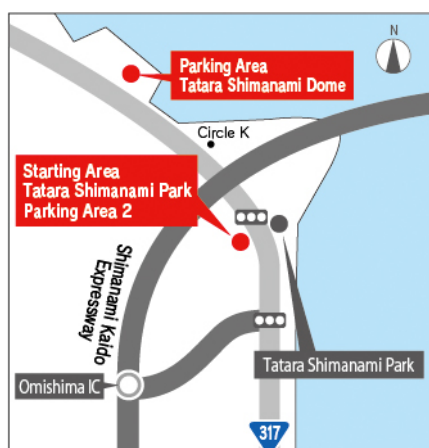 Parking Area
Tatara Shimanami Dome
N
Circle K
Starting Area
Tatara Shimanami Park
Parking Area 2
Shimanami Kaido
Expressway
Tatara Shimanami Park
Omishima IC
317